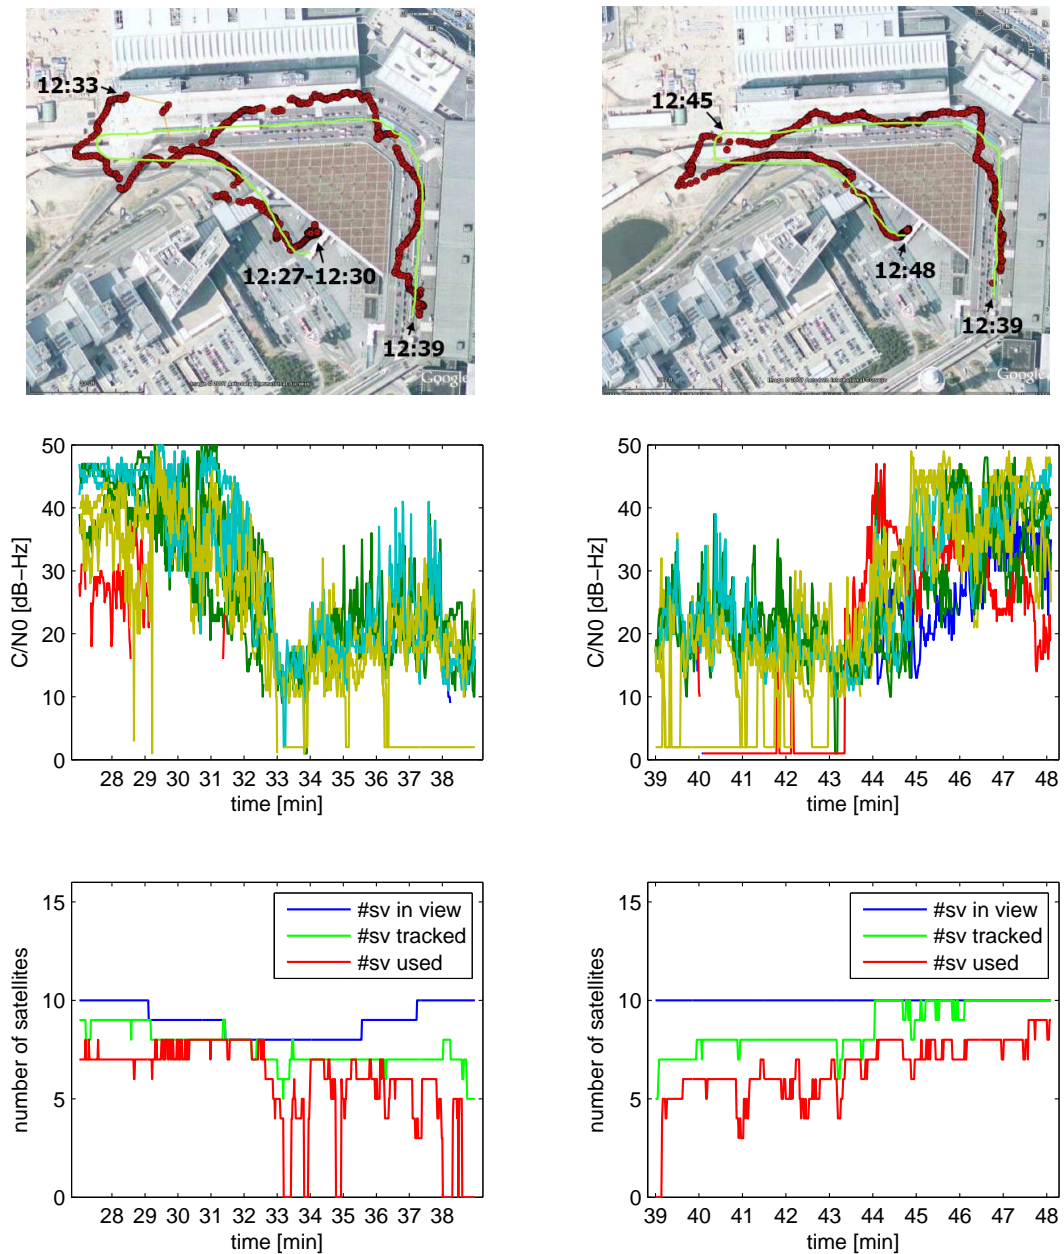 12:33
12:27-12:30
12:39
Google
12:45
12:48
12:39
Google
50
40
30
20
10
0
C/N0 [dB-Hz]
28 29 30 31 32 33 34 35 36 37 38
time [min]
50
40
30
20
10
0
C/N0 [dB-Hz]
39 40 41 42 43 44 45 46 47 48
time [min]
15
10
5
0
number of satellites
#sv in view
#sv tracked
#sv used
28 29 30 31 32 33 34 35 36 37 38
time [min]
15
10
5
0
number of satellites
#sv in view
#sv tracked
#sv used
39 40 41 42 43 44 45 46 47 48
time [min]